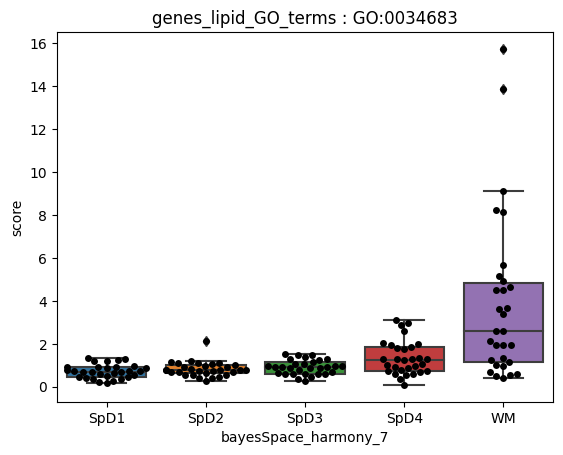 genes_lipid_GO_terms : GO:0034683
16
14
12
10
8
6
4
2
0
score
SpD1 SpD2 SpD3 SpD4 WM
bayesSpace_harmony_7